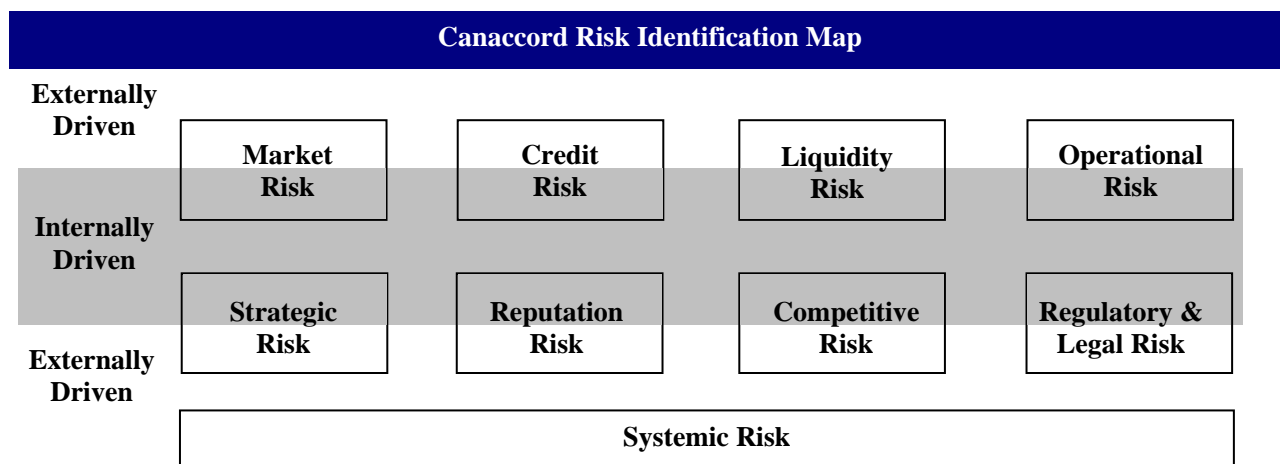 Canaccord Risk Identification Map
Externally
Driven
Market
Risk
Credit
Risk
Liquidity
Risk
Operational
Risk
Internally
Driven
Strategic
Risk
Reputation
Risk
Competitive
Risk
Regulatory &
Legal Risk
Externally
Driven
Systemic Risk